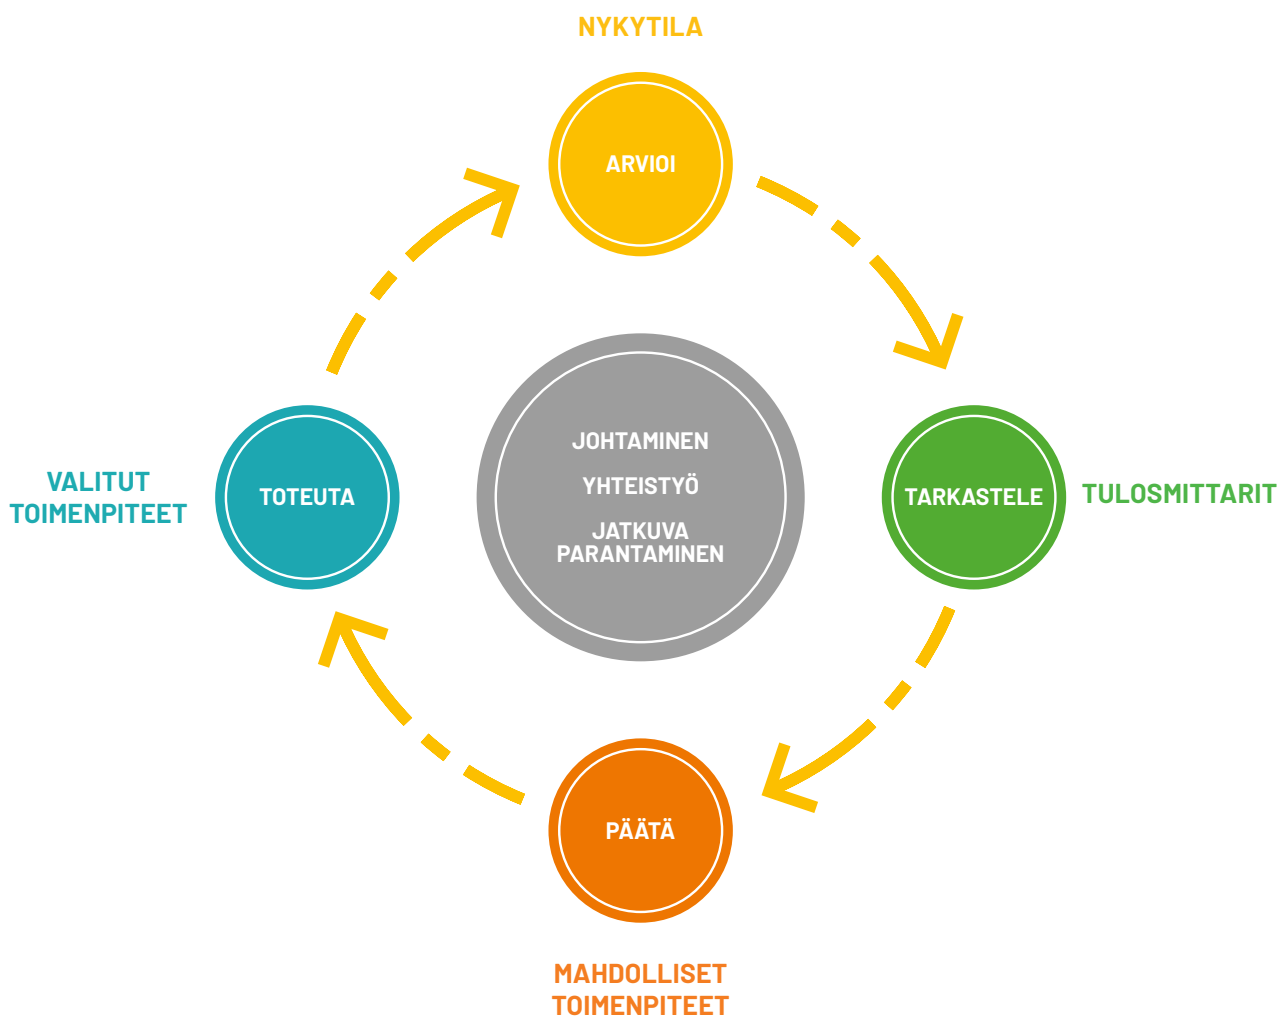 NYKYTILA
ARVIOI
JOHTAMINEN
YHTEISTYÖ
JATKUVA
PARANTAMINEN
VALITUT
TOIMENPITEET
TOTEUTA
TARKASTELE
TULOSMITTARIT
PÄÄTÄ
MAHDOLLISET
TOIMENPITEET